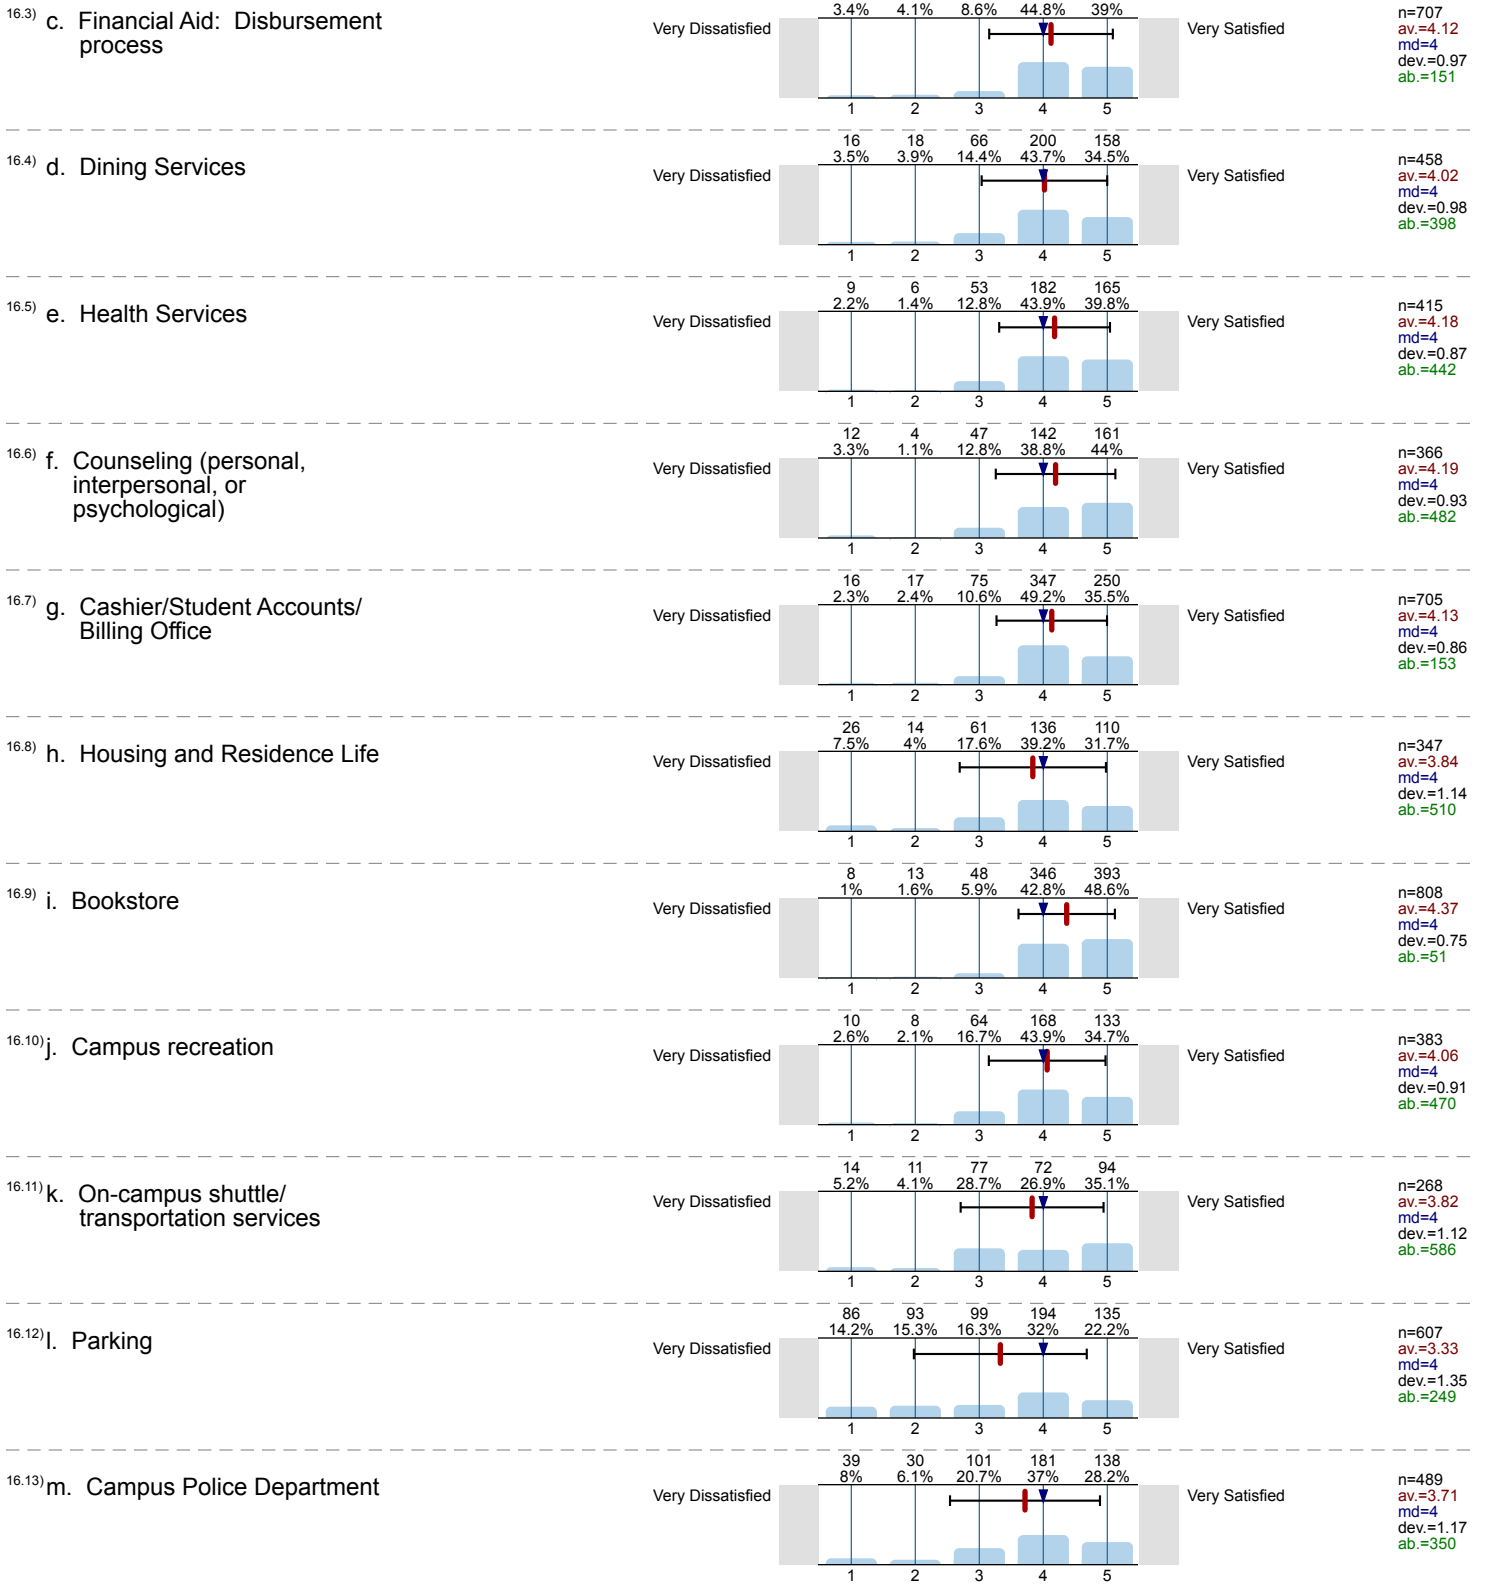 16.3) c. Financial Aid: Disbursement
process
3.4% 4.1% 8.6% 44.8% 39%
Very Dissatisfied Very Satisfied
n=707
av.=4.12
md=4
dev.=0.97
ab.=151
1 2 3 4 5
16.4) d. Dining Services
16 18 66 200 158
3.5% 3.9% 14.4% 43.7% 34.5%
Very Dissatisfied Very Satisfied
n=458
av.=4.02
md=4
dev.=0.98
ab.=398
1 2 3 4 5
16.5) e. Health Services
9 6 53 182 165
2.2% 1.4% 12.8% 43.9% 39.8%
Very Dissatisfied Very Satisfied
n=415
av.=4.18
md=4
dev.=0.87
ab.=442
1 2 3 4 5
16.6) f. Counseling (personal,
interpersonal, or
psychological)
12 4 47 142 161
3.3% 1.1% 12.8% 38.8% 44%
Very Dissatisfied Very Satisfied
n=366
av.=4.19
md=4
dev.=0.93
ab.=482
1 2 3 4 5
16.7) g. Cashier/Student Accounts/
Billing Office
16 17 75 347 250
2.3% 2.4% 10.6% 49.2% 35.5%
Very Dissatisfied Very Satisfied
n=705
av.=4.13
md=4
dev.=0.86
ab.=153
1 2 3 4 5
16.8) h. Housing and Residence Life
26 14 61 136 110
7.5% 4% 17.6% 39.2% 31.7%
Very Dissatisfied Very Satisfied
n=347
av.=3.84
md=4
dev.=1.14
ab.=510
1 2 3 4 5
16.9) i. Bookstore
8 13 48 346 393
1% 1.6% 5.9% 42.8% 48.6%
Very Dissatisfied Very Satisfied
n=808
av.=4.37
md=4
dev.=0.75
ab.=51
1 2 3 4 5
16.10) j. Campus recreation
10 8 64 168 133
2.6% 2.1% 16.7% 43.9% 34.7%
Very Dissatisfied Very Satisfied
n=383
av.=4.06
md=4
dev.=0.91
ab.=470
1 2 3 4 5
16.11) k. On-campus shuttle/
transportation services
14 11 77 72 94
5.2% 4.1% 28.7% 26.9% 35.1%
Very Dissatisfied Very Satisfied
n=268
av.=3.82
md=4
dev.=1.12
ab.=586
1 2 3 4 5
16.12) l. Parking
86 93 99 194 135
14.2% 15.3% 16.3% 32% 22.2%
Very Dissatisfied Very Satisfied
n=607
av.=3.33
md=4
dev.=1.35
ab.=249
1 2 3 4 5
16.13) m. Campus Police Department
39 30 101 181 138
8% 6.1% 20.7% 37% 28.2%
Very Dissatisfied Very Satisfied
n=489
av.=3.71
md=4
dev.=1.17
ab.=350
1 2 3 4 5